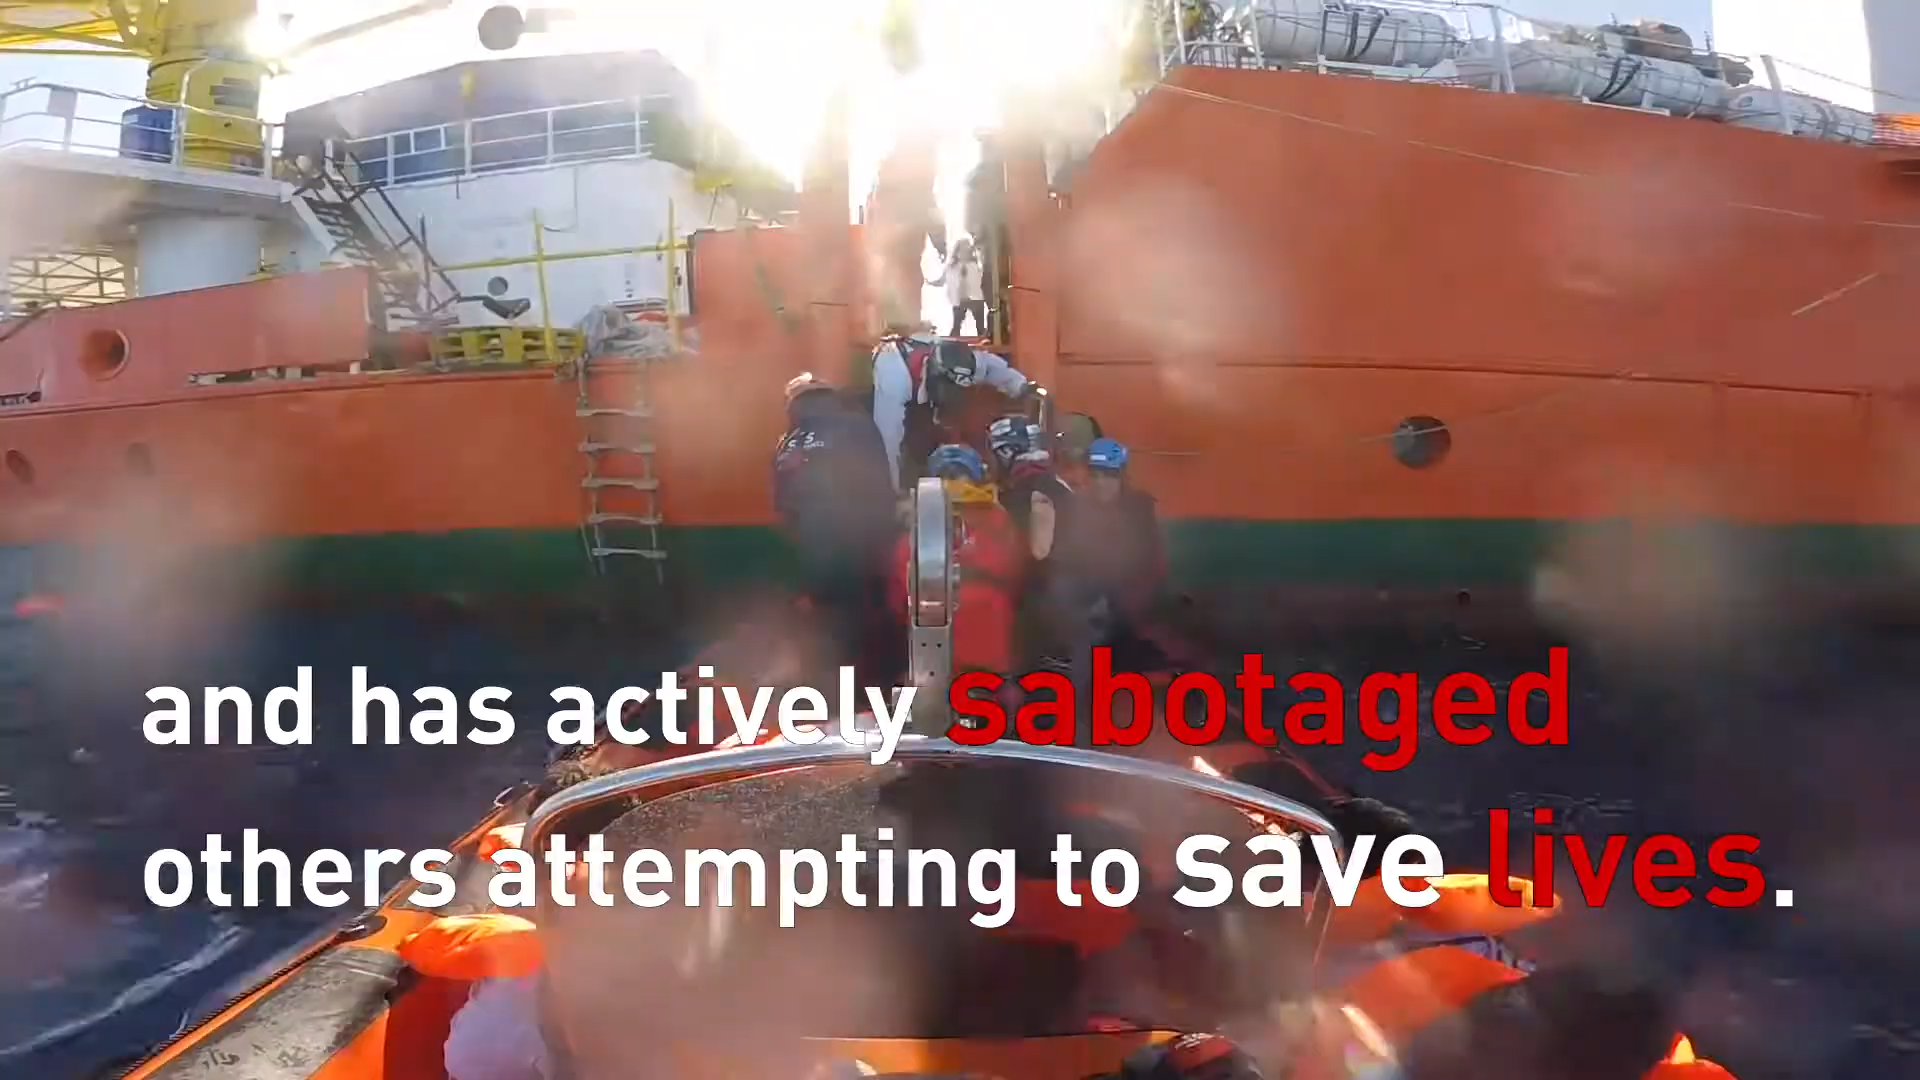 and has actively sabotaged
others attempting to save lives.